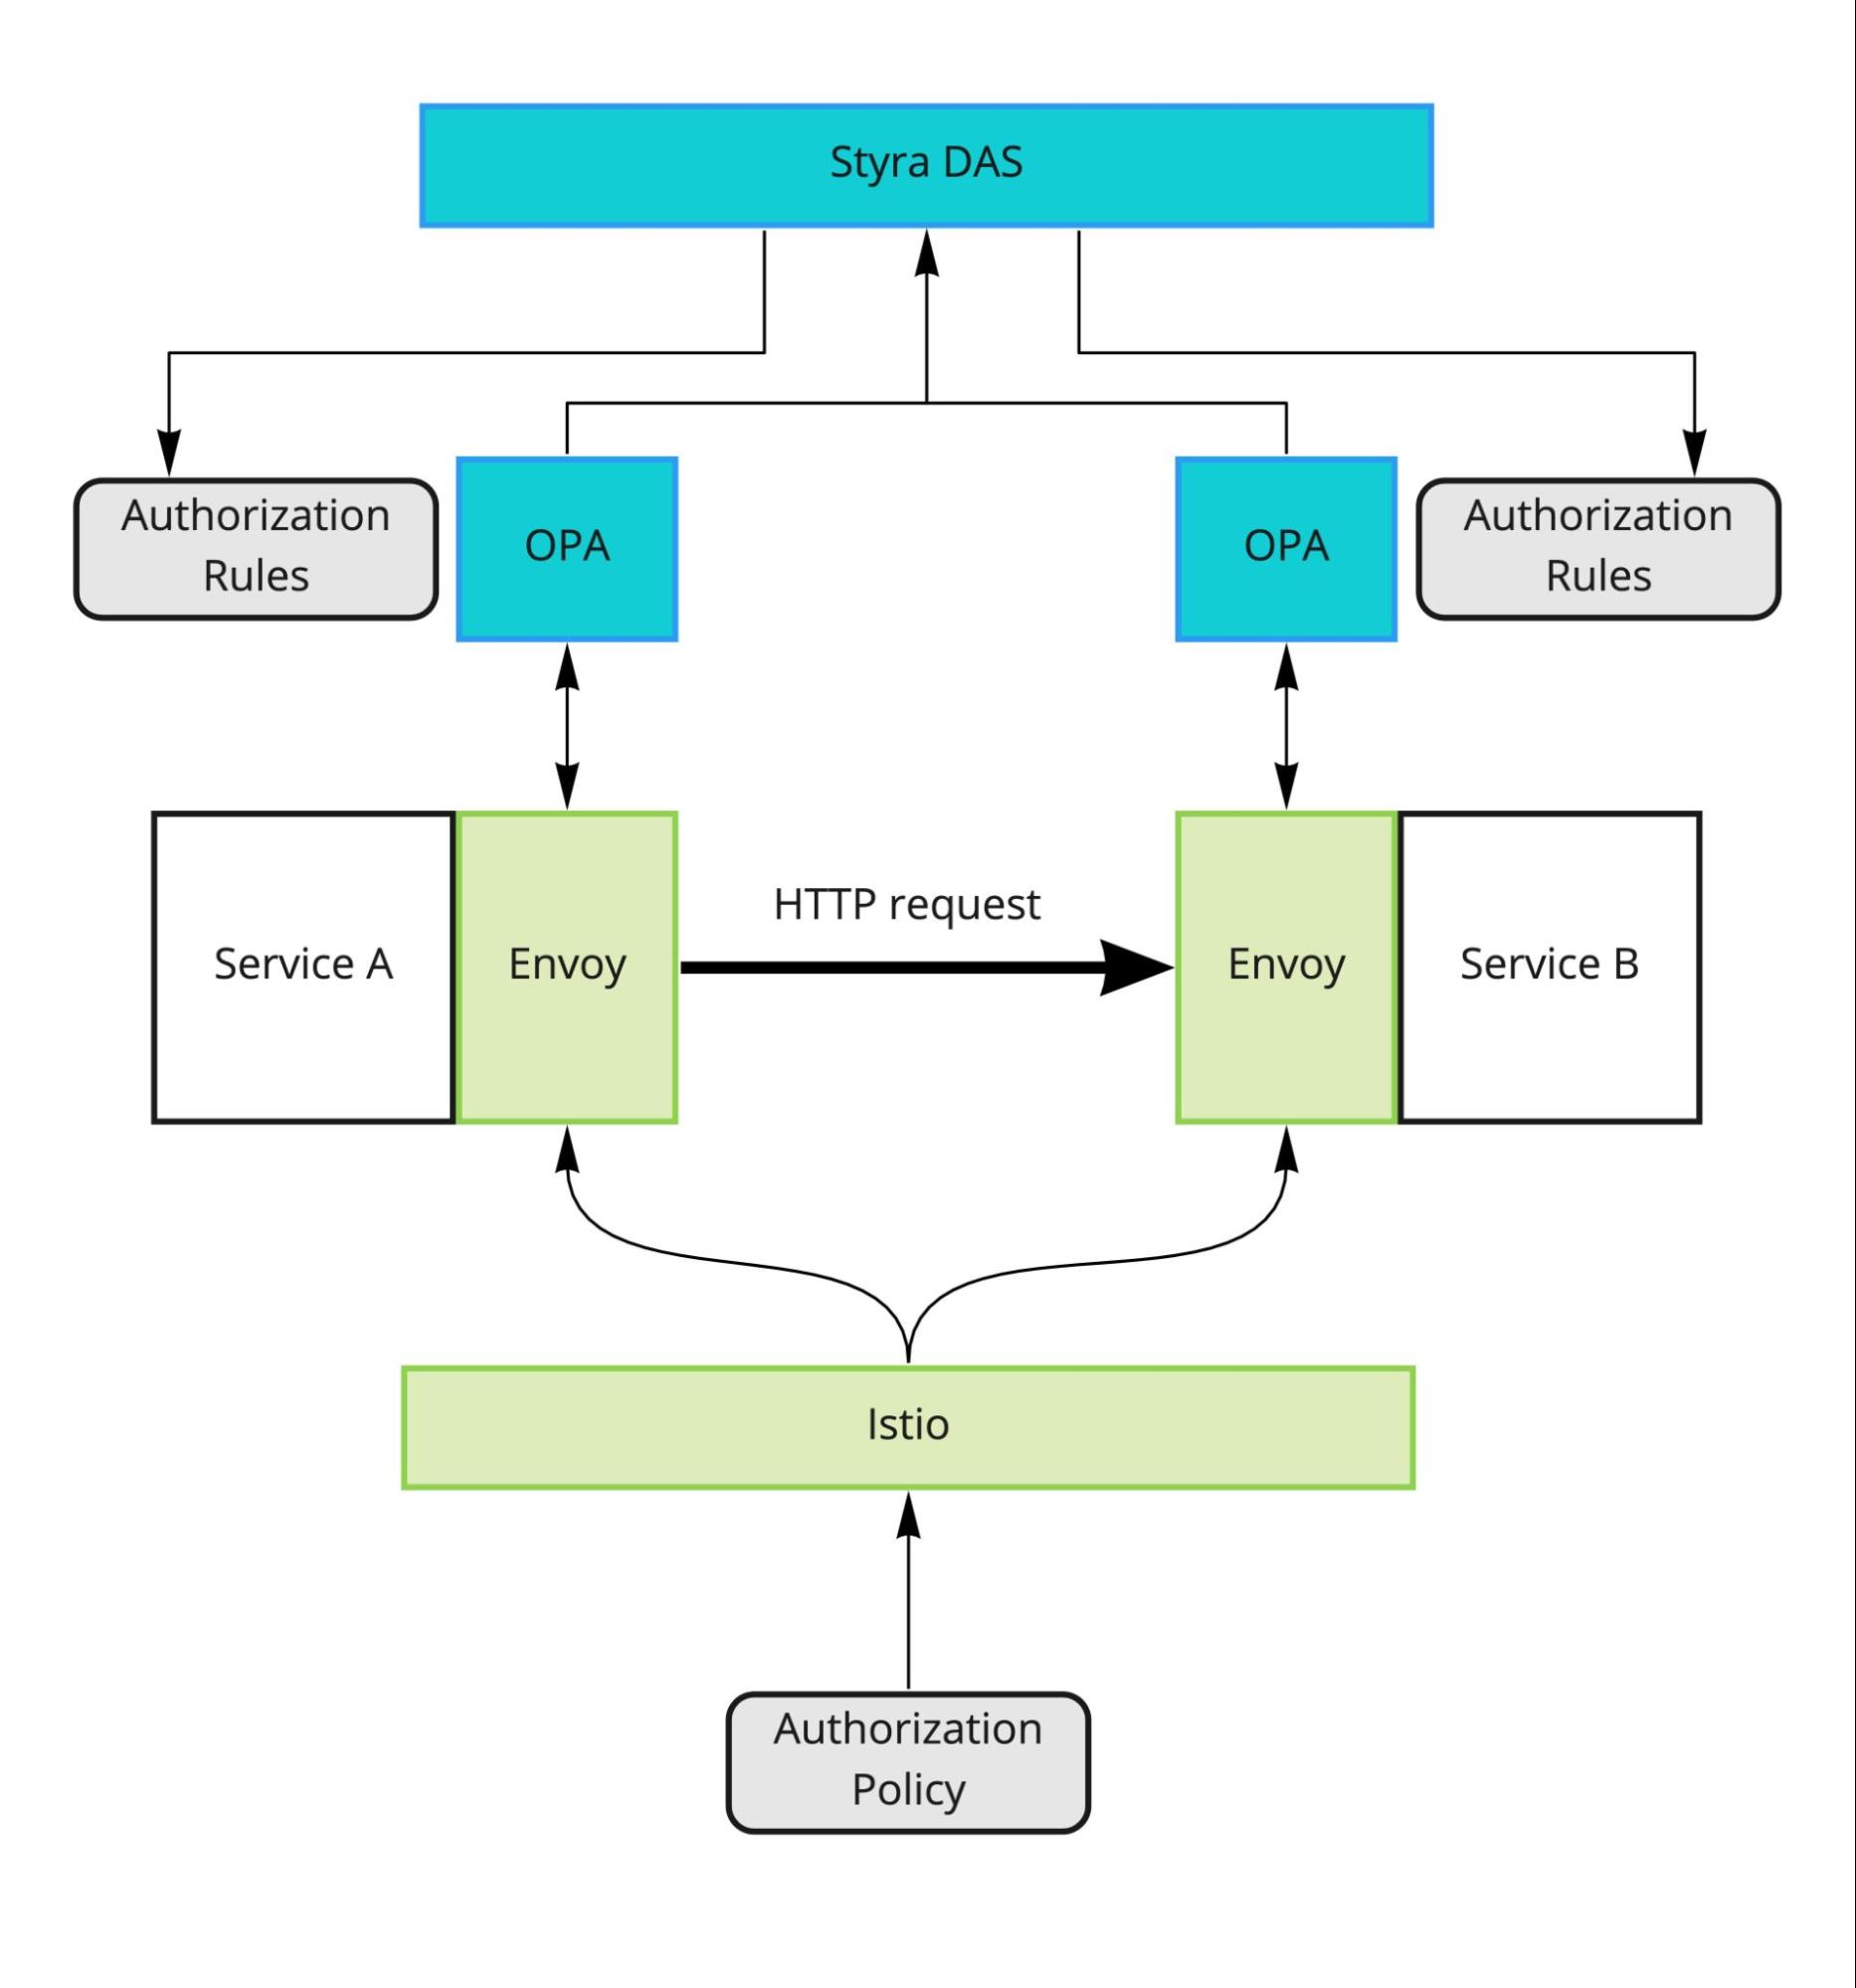 Styra DAS
Authorization
Rules
OPA
OPA
Authorization
Rules
HTTP request
Service A
Envoy
Envoy
Service B
Istio
Authorization
Policy